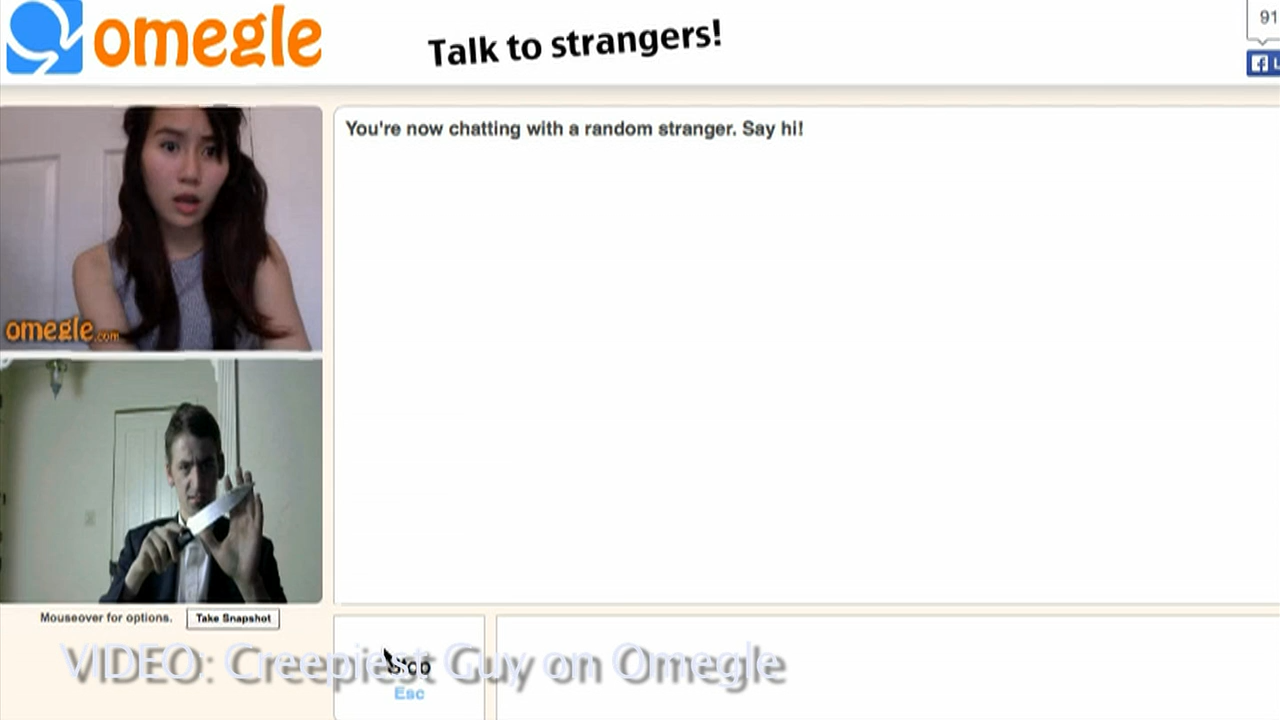 omegle
Talk to strangers!
91
You're now chatting with a random stranger. Say hi!
omegle.com
Mouseover for options.
Take Snapshot
Stop
Esc
VIDEO: Creepiest Guy on Omegle